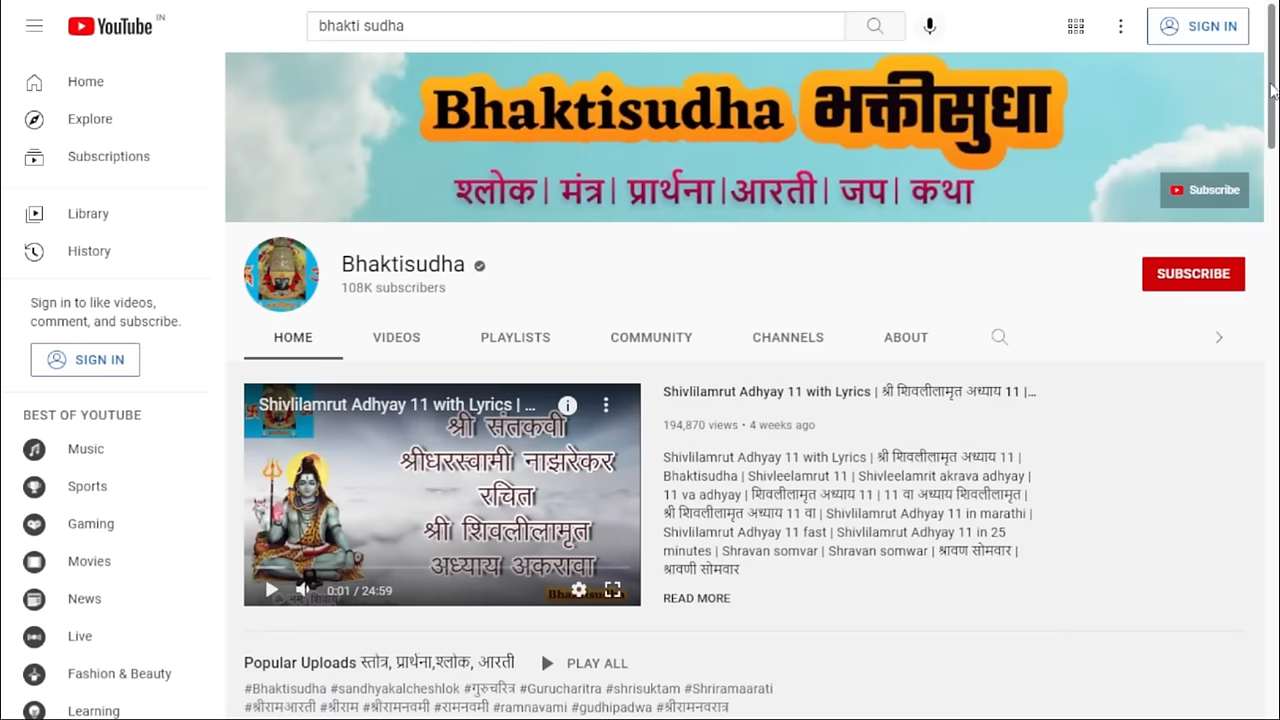 YouTube IN
bhakti sudha
SIGN IN
Home
Explore
Subscriptions
Library
History
Sign in to like videos,
comment, and subscribe.
SIGN IN
BEST OF YOUTUBE
Music
Sports
Gaming
Movies
News
Live
Fashion & Beauty
Learning
Bhaktisudha भक्तीसुधा
श्लोक| मंत्र| प्रार्थना|आरती| जप| कथा
Subscribe
Bhaktisudha
108K subscribers
SUBSCRIBE
HOME VIDEOS PLAYLISTS COMMUNITY CHANNELS ABOUT
Shivlilamrut Adhyay 11 with Lyrics | ...
श्री संतकवी
श्रीधरस्वामी नाझरेकर
रचित
श्री शिवलीलामृत
अध्याय अकरावा
0:01 / 24:59
Shivlilamrut Adhyay 11 with Lyrics | श्री शिवलीलामृत अध्याय 11 |...
194,870 views • 4 weeks ago
Shivlilamrut Adhyay 11 with Lyrics | श्री शिवलीलामृत अध्याय 11 |
Bhaktisudha | Shivleelamrut 11 | Shivleelamrit akrava adhyay |
11 va adhyay | शिवलीलामृत अध्याय 11 | 11 वा अध्याय शिवलीलामृत |
श्री शिवलीलामृत अध्याय 11 वा | Shivlilamrut Adhyay 11 in marathi |
Shivlilamrut Adhyay 11 fast | Shivlilamrut Adhyay 11 in 25
minutes | Shravan somvar | Shravan somwar | श्रावण सोमवार |
श्रावणी सोमवार
READ MORE
Popular Uploads स्तोत्र, प्रार्थना,श्लोक, आरती PLAY ALL
#Bhaktisudha #sandhyakalcheshlok #गुरुचरित्र #Gurucharitra #shrisuktam #Shriramaarati
#श्रीरामआरती #श्रीराम #श्रीरामनवमी #रामनवमी #ramnavami #gudhipadwa #श्रीरामनवरात्र